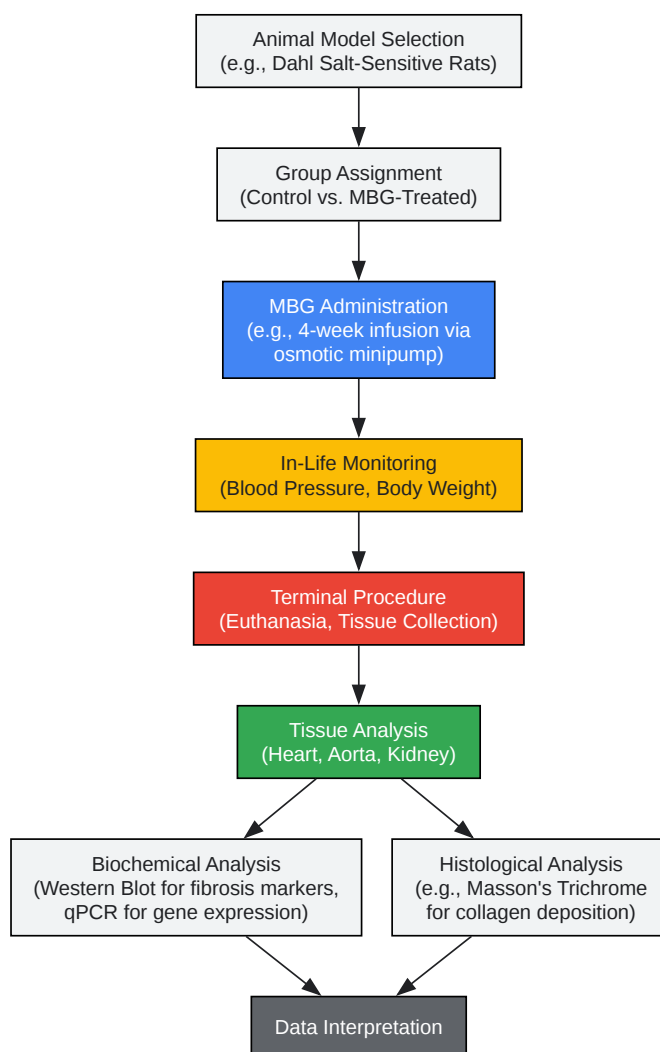 Animal Model Selection
(e.g., Dahl Salt-Sensitive Rats)
Group Assignment
(Control vs. MBG-Treated)
MBG Administration
(e.g., 4-week infusion via
osmotic minipump)
In-Life Monitoring
(Blood Pressure, Body Weight)
Terminal Procedure
(Euthanasia, Tissue Collection)
Tissue Analysis
(Heart, Aorta, Kidney)
Biochemical Analysis
(Western Blot for fibrosis markers,
qPCR for gene expression)
Histological Analysis
(e.g., Masson's Trichrome
for collagen deposition)
Data Interpretation